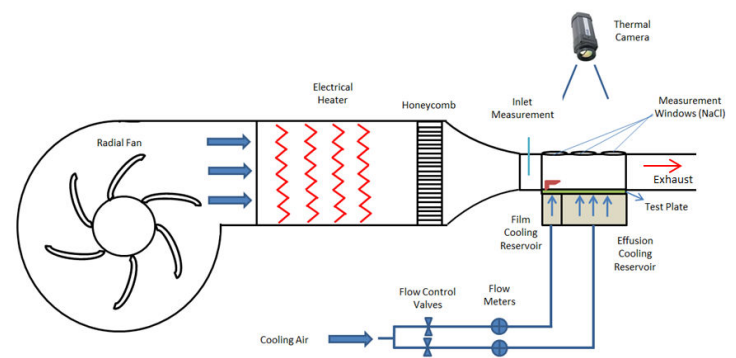 Thermal
Camera
Electrical
Heater
Honeycomb
Inlet
Measurement
Measurement
Windows (NaCl)
Radial Fan
Exhaust
Test Plate
Film
Cooling
Reservoir
Effusion
Cooling
Reservoir
Flow Control
Valves
Flow
Meters
Cooling Air